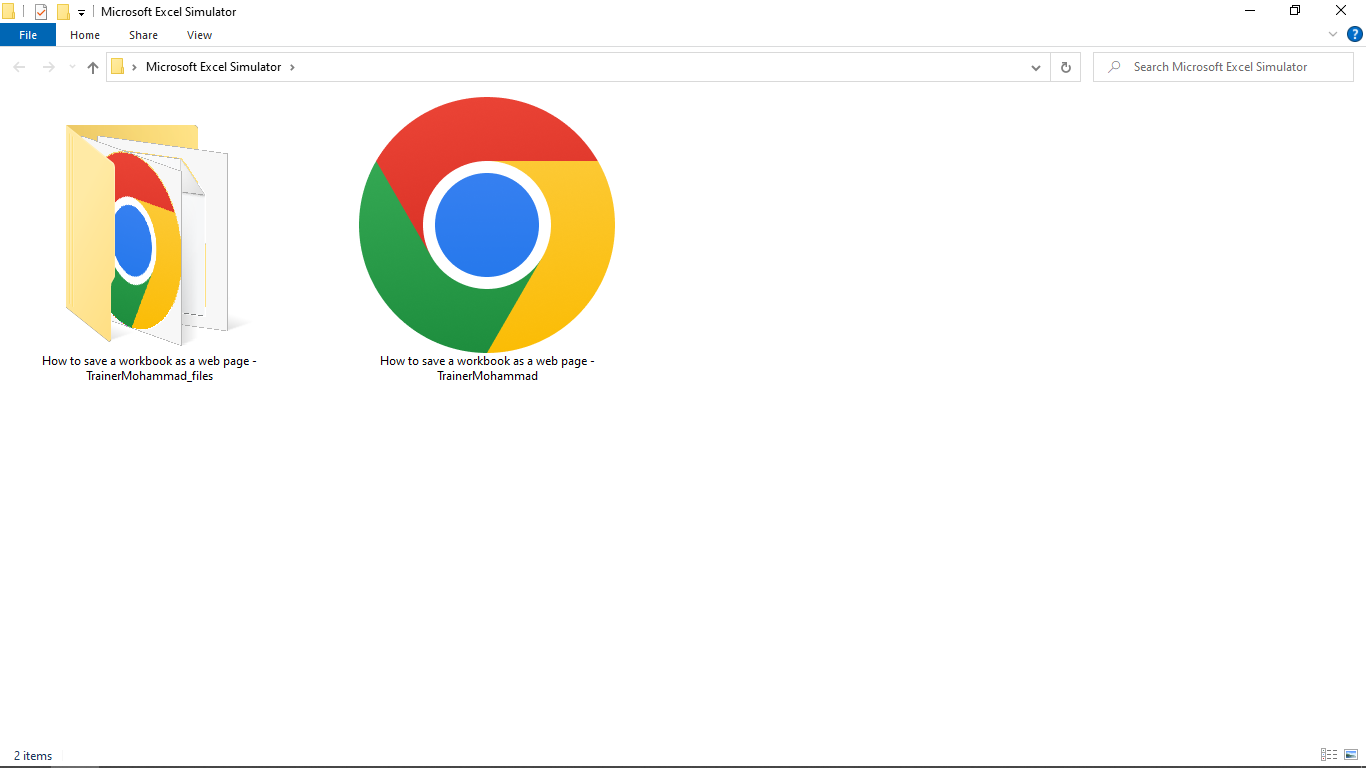 Microsoft Excel Simulator
File Home Share View
?
Microsoft Excel Simulator
Search Microsoft Excel Simulator
How to save a workbook as a web page -
TrainerMohammad_files
How to save a workbook as a web page -
TrainerMohammad
2 items